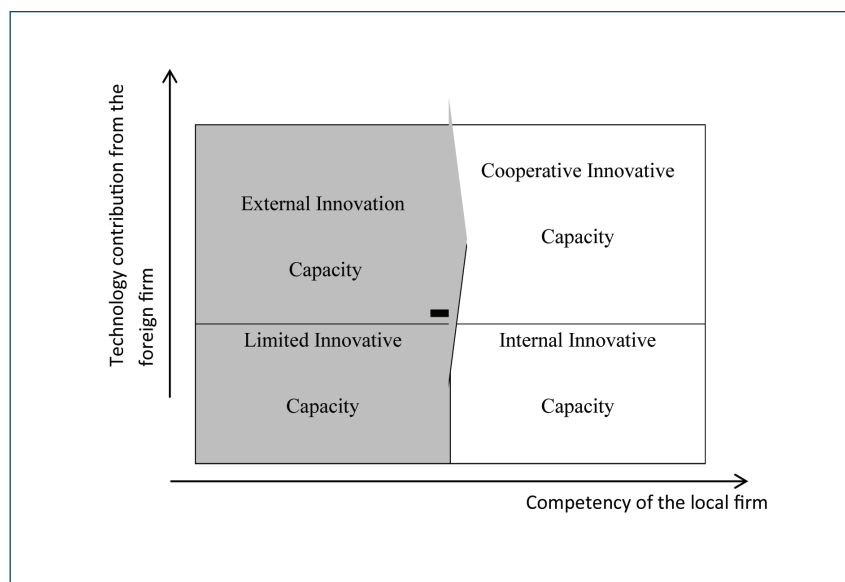 Technology contribution from the
foreign firm
External Innovation
Capacity
Cooperative Innovative
Capacity
Limited Innovative
Capacity
Internal Innovative
Capacity
Competency of the local firm